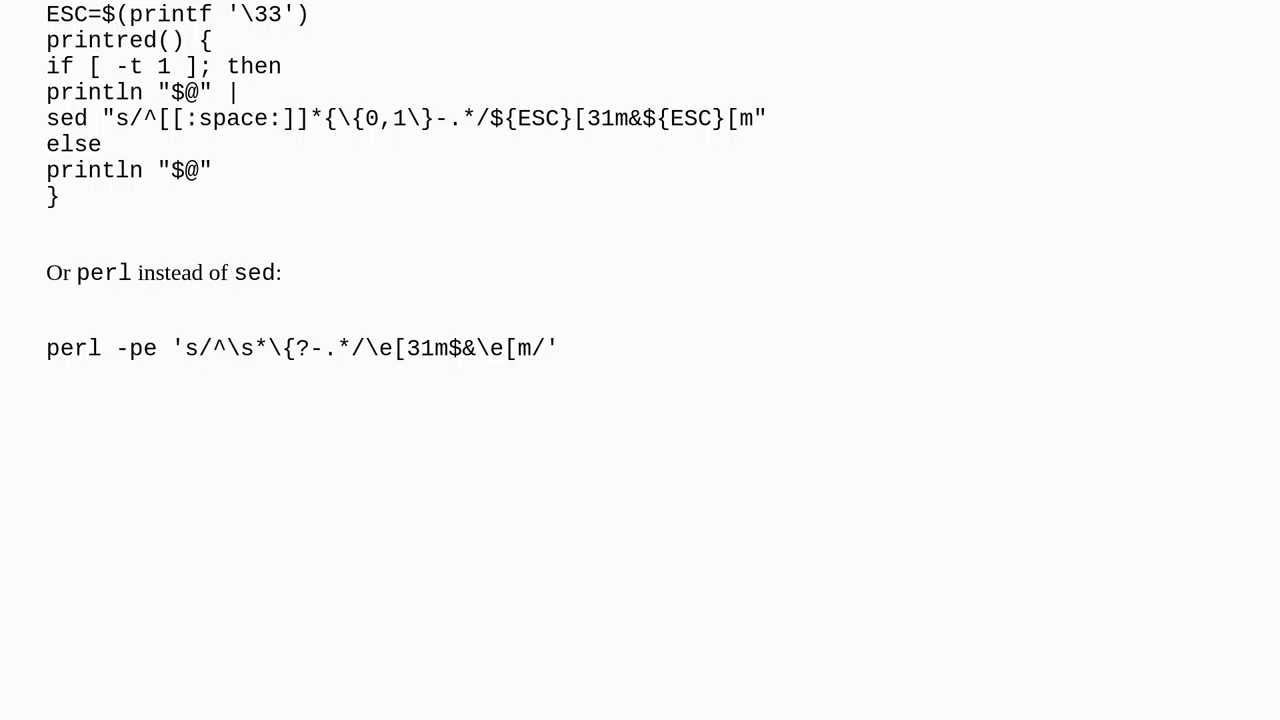 ESC=$(printf '\33')
printred() {
if [ -t 1 ]; then
println "$@" |
sed "s/^[[:space:]]*{\{0,1\}-.*/${ESC}[31m&${ESC}[m"
else
println "$@"
}
Or perl instead of sed:
perl -pe 's/^\s*\{?-.*/\e[31m$&\e[m/'